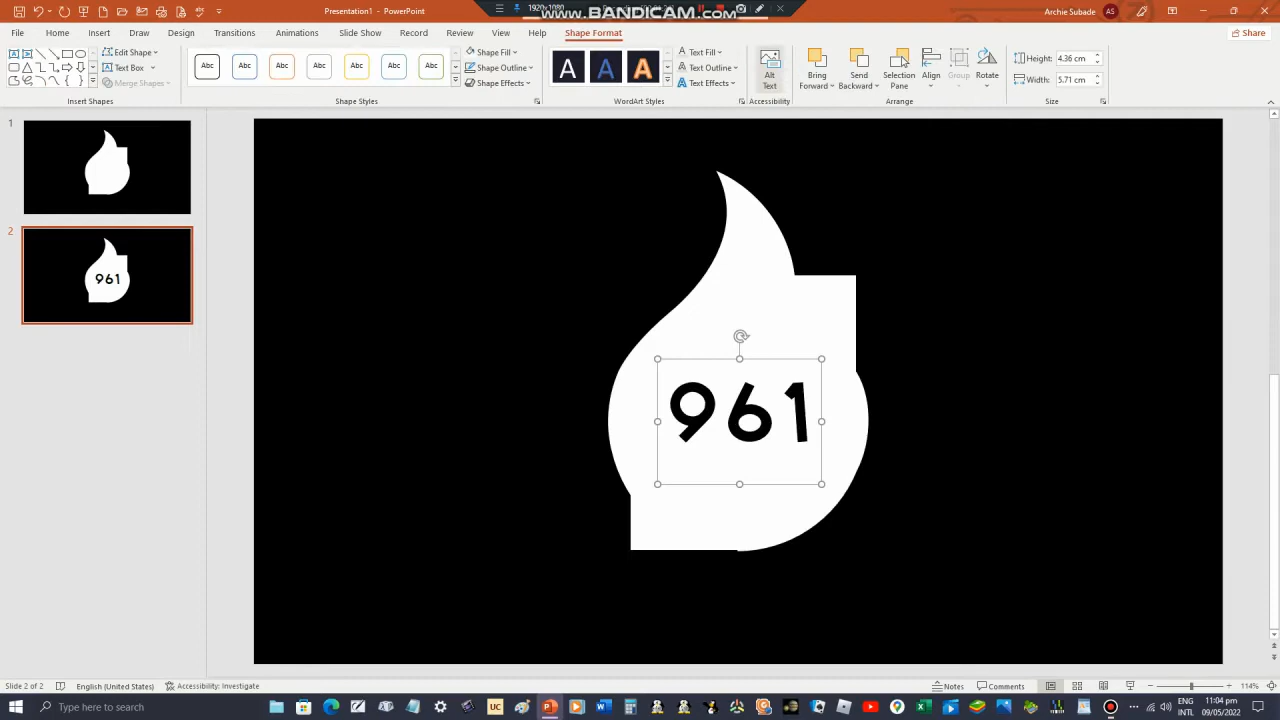 Presentation1 - PowerPoint
1920x1080
www.BANDICAM.com
Archie Subade
AS
File
Home
Insert
Draw
Design
Transitions
Animations
Slide Show
Record
Review
View
Help
Shape Format
Share
Edit Shape
Text Box
Merge Shapes
Insert Shapes
Abc
Abc
Abc
Abc
Abc
Abc
Abc
Shape Fill
Shape Outline
Shape Effects
Shape Styles
A
A
A
Text Fill
Text Outline
Text Effects
WordArt Styles
Alt
Text
Accessibility
Bring
Forward
Send
Backward
Selection
Pane
Align
Group
Rotate
Arrange
Height:
4.36 cm
Width:
5.71 cm
Size
1
2
961
961
Slide 2 of 2
English (United States)
Accessibility: Investigate
Notes
Comments
114%
Type here to search
UC
ENG
INTL
11:04
09/05/2022